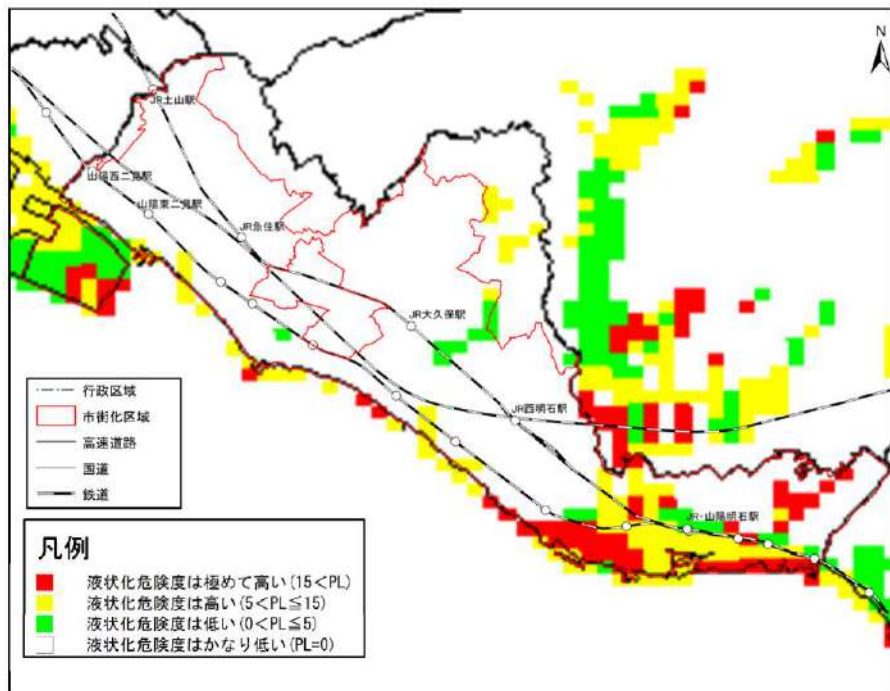 N
JR土山駅
山陽西二見駅
山陽東二見駅
JR魚住駅
JR大久保駅
JR西明石駅
JR・山陽明石駅
行政区域
市街化区域
高速道路
国道
鉄道
凡例
液状化危険度は極めて高い(15<PL)
液状化危険度は高い(5<PL≦15)
液状化危険度は低い(0<PL≦5)
液状化危険度はかなり低い(PL=0)